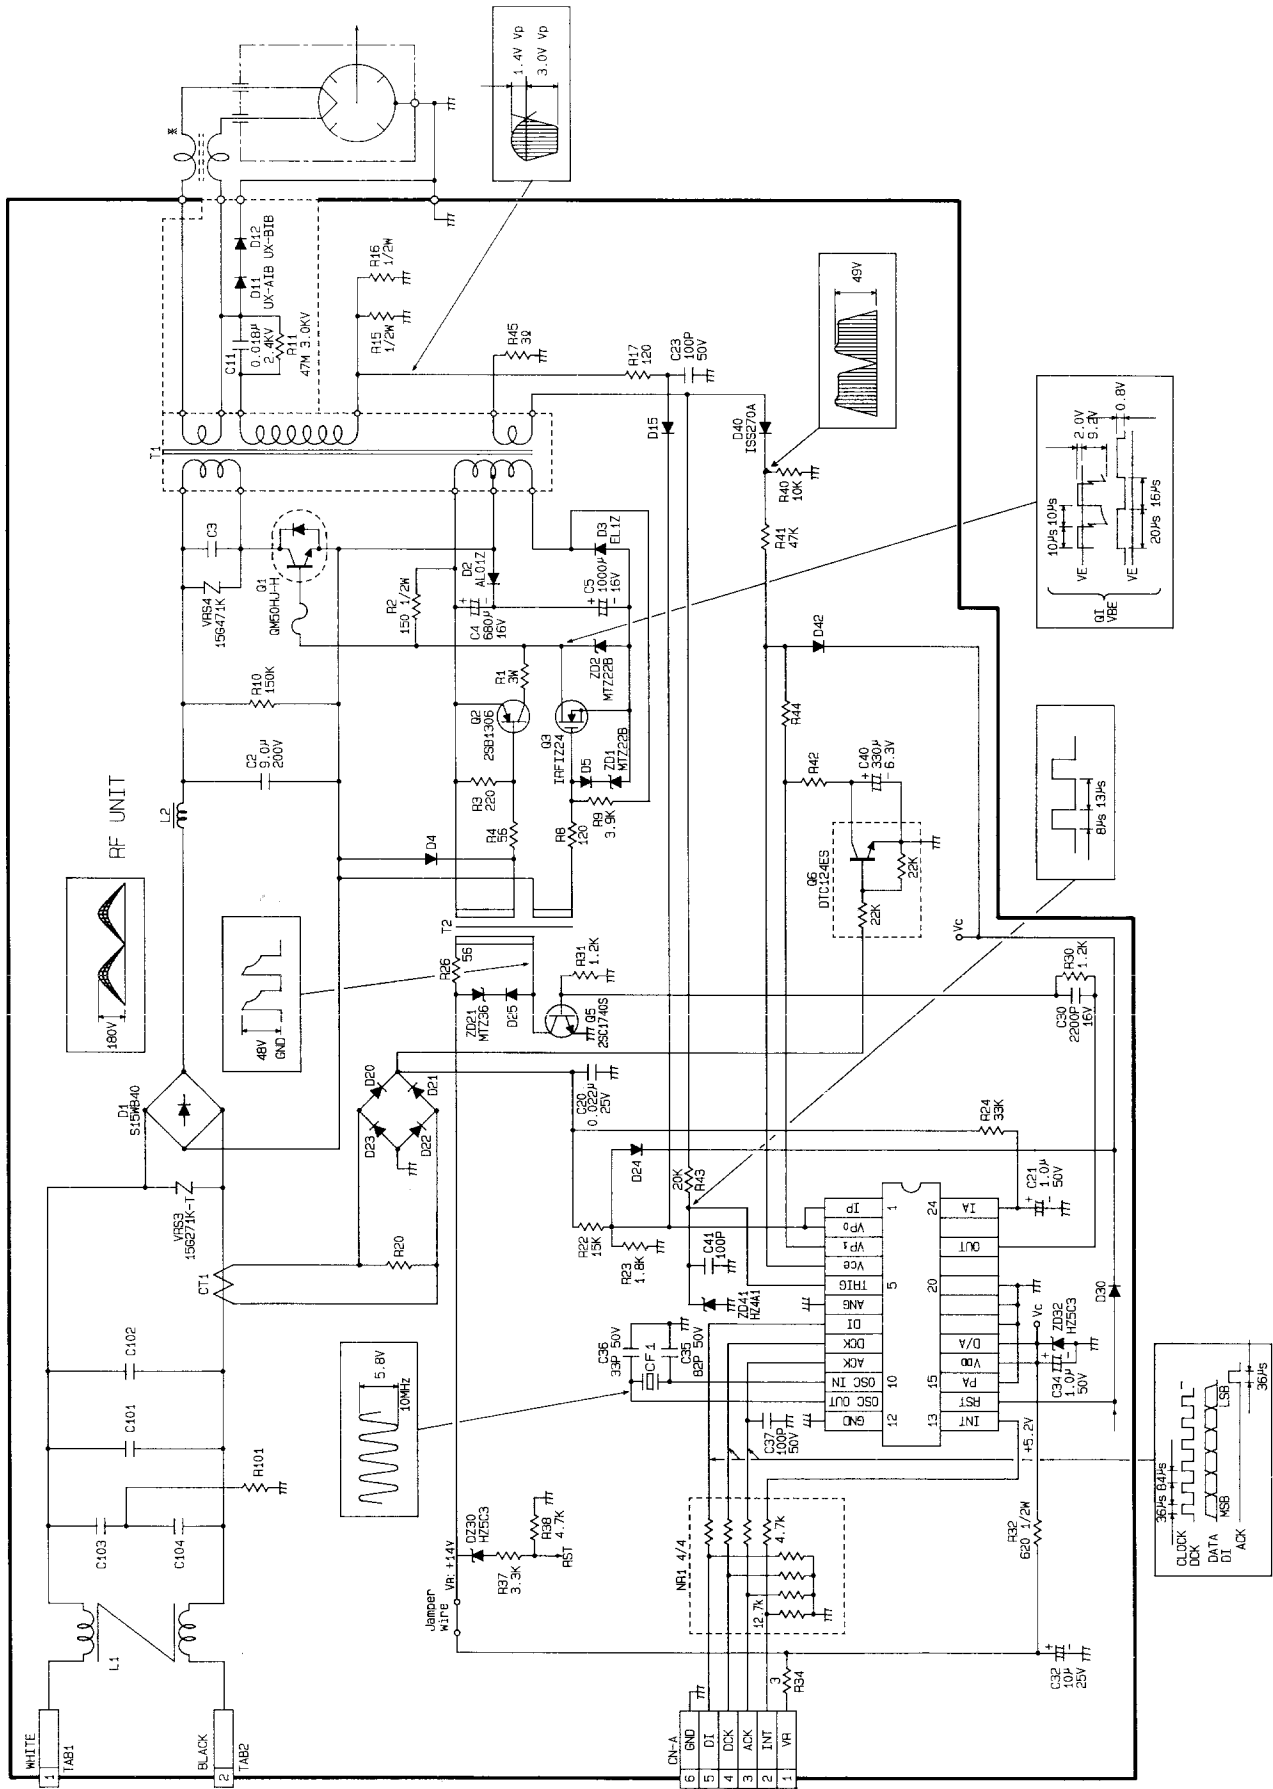 RF UNIT
WHITE
1
TAB1
BLACK
2
TAB2
L1
C103
C104
R101
C101
C102
CT1
VRS3
15G271K-T
D1
S15WB40
180V
48V
GND
L2
C2
9.0µ
200V
R10
150K
VRS4
15G471K
C3
Q1
QM50HJ-H
T1
C11
0.018µ
2.4KV
R11
47M 3.0KV
D11
UX-AIB
D12
UX-BIB
※
R15
1/2W
R16
1/2W
1.4V Vp
3.0V Vp
R45
3Ω
R17
120
C23
100P
50V
D15
D40
ISS270A
R40
10K
R41
47K
49V
R2
150 1/2W
D2
AL01Z
C4
680µ
16V
C5
1000µ
16V
D3
EL1Z
R1
3W
Q2
2SB1306
Q3
IRFIZ24
ZD2
MTZ22B
D5
ZD1
MTZ22B
R3
220
R4
56
R8
120
R9
3.9K
D4
T2
R26
56
ZD21
MTZ36
D25
Q5
2SC1740S
R31
1.2K
D20
D21
D22
D23
R20
5.8V
10MHz
C20
0.022µ
25V
R22
15K
R23
1.8K
D24
20K
R43
C41
100P
ZD41
HZ4A1
C36
33P 50V
CF1
C35
82P 50V
C37
100P
50V
D42
R44
R42
C40
330µ
6.3V
Q6
DTC124ES
22K
22K
Vc
C30
2200P
16V
R30
1.2K
R24
33K
C21
1.0µ
50V
D30
8µs 13µs
10µs 10µs
2.0V
9.2V
0.8V
VE
VE
20µs 16µs
QI
VBE
IP
VP0
VP1
Vce
TRIG
ANG
DI
DCK
ACK
OSC IN
OSC OUT
GND
1
5
10
12
24
20
15
13
IA
OUT
D/A
VDD
PA
RST
INT
Vc
ZD32
HZ5C3
C34
1.0µ
50V
+5.2V
R32
620 1/2W
C32
10µ
25V
Jamper
Wire
VR: +14V
DZ30
HZ5C3
R37
3.3K
R38
4.7K
RST
NR1 4/4
4.7k
12.7k
3
R34
CN-A
6 GND
5 DI
4 DCK
3 ACK
2 INT
1 VR
36µs 84µs
CLOCK
DCK
DATA
DI
ACK
MSB
LSB
36µs